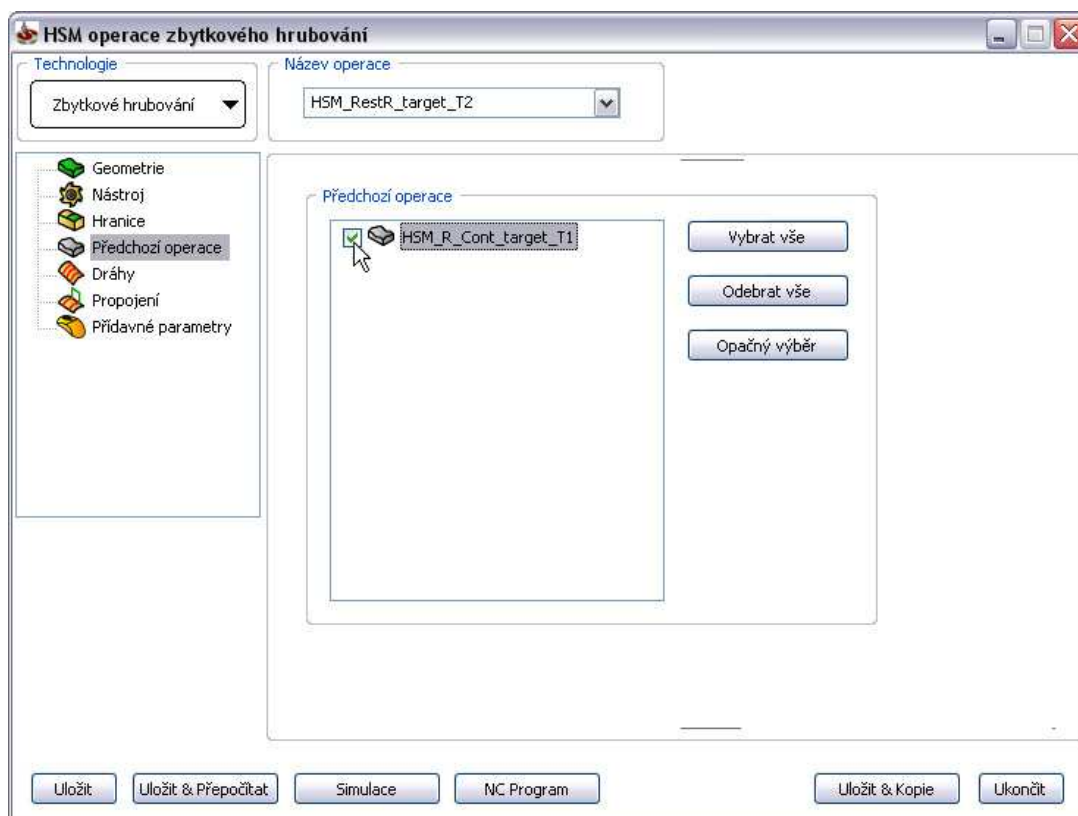 HSM operace zbytkového hrubování
Technologie
Zbytkové hrubování
Název operace
HSM_RestR_target_T2
Geometrie
Nástroj
Hranice
Předchozí operace
Dráhy
Propojení
Přídavné parametry
Předchozí operace
HSM_R_Cont_target_T1
Vybrat vše
Odebrat vše
Opačný výběr
Uložit
Uložit & Přepočítat
Simulace
NC Program
Uložit & Kopie
Ukončit